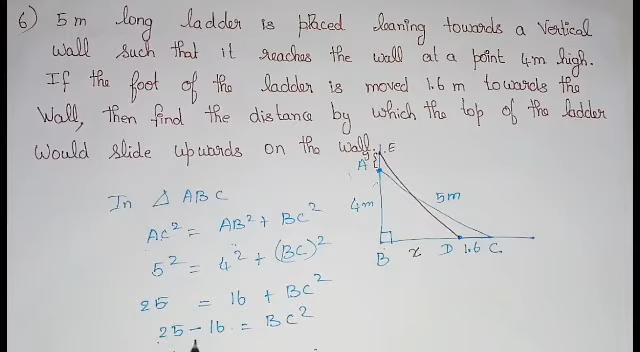 6) 5 m long ladder is placed leaning towards a vertical
wall such that it reaches the wall at a point 4m high.
If the foot of the ladder is moved 1.6 m towards the
wall, then find the distance by which the top of the ladder
would slide upwards on the wall.
In △ ABC
AC² = AB² + BC²
5² = 4² + (BC)²
25 = 16 + BC²
25 - 16 = BC²
E
A
4m
5m
B x D 1.6 C